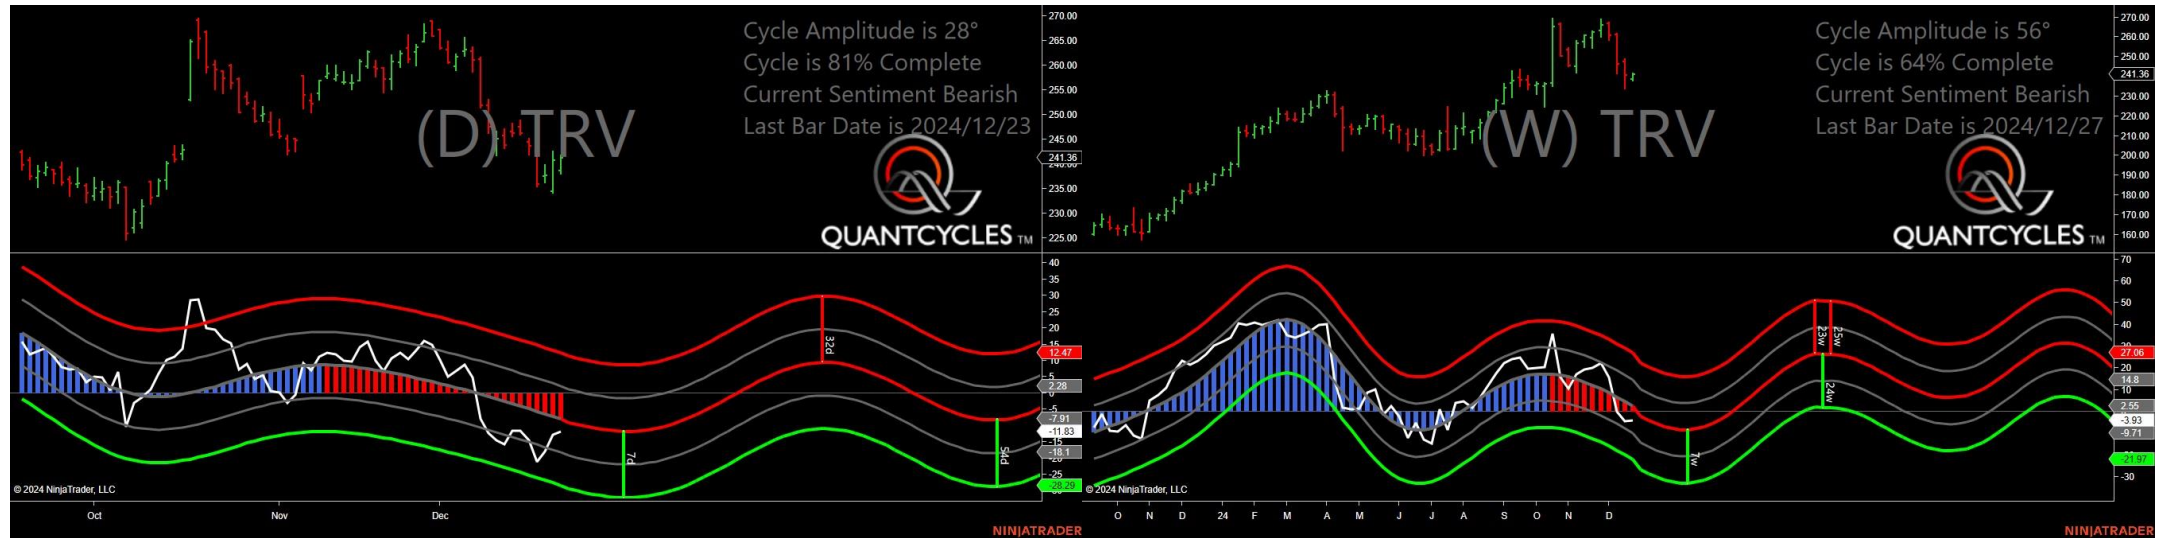 Cycle Amplitude is 28°
Cycle is 81% Complete
Current Sentiment Bearish
Last Bar Date is 2024/12/23
(D) TRV
QUANTCYCLES TM
270.00
265.00
260.00
255.00
250.00
245.00
241.36
235.00
230.00
225.00
40
35
30
25
20
15
12.47
5
2.28
-5
-7.91
-11.83
-15
-18.1
-25
-28.29
32d
7d
54d
© 2024 NinjaTrader, LLC
Oct Nov Dec
NINJATRADER
Cycle Amplitude is 56°
Cycle is 64% Complete
Current Sentiment Bearish
Last Bar Date is 2024/12/27
(W) TRV
QUANTCYCLES TM
270.00
260.00
250.00
241.36
230.00
220.00
210.00
200.00
190.00
180.00
170.00
160.00
70
60
50
40
27.06
20
14.8
10
2.55
-3.93
-9.71
-21.97
-30
23w
25w
24w
7w
© 2024 NinjaTrader, LLC
O N D 24 F M A M J J A S O N D
NINJATRADER